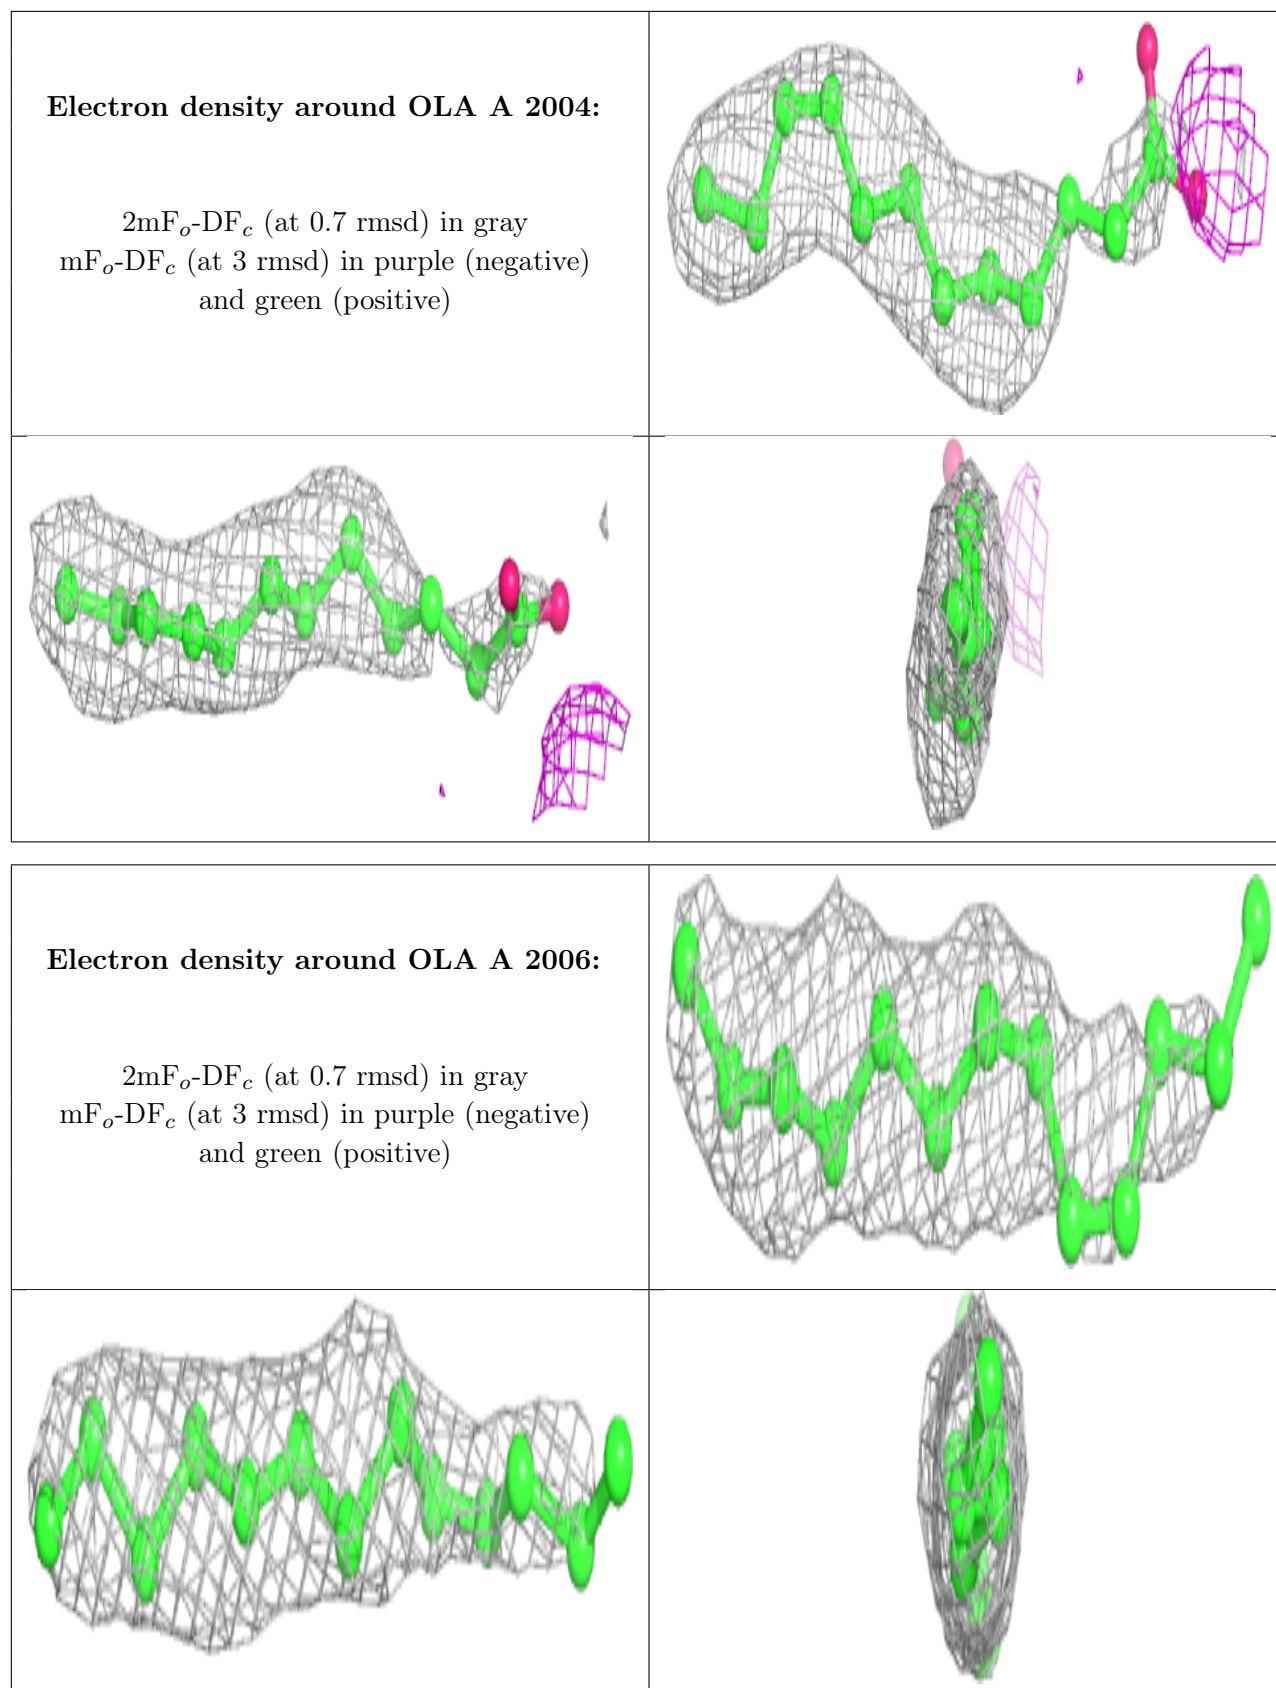 Electron density around OLA A 2004:
2mFo-DFc (at 0.7 rmsd) in gray
mFo-DFc (at 3 rmsd) in purple (negative)
and green (positive)
Electron density around OLA A 2006:
2mFo-DFc (at 0.7 rmsd) in gray
mFo-DFc (at 3 rmsd) in purple (negative)
and green (positive)